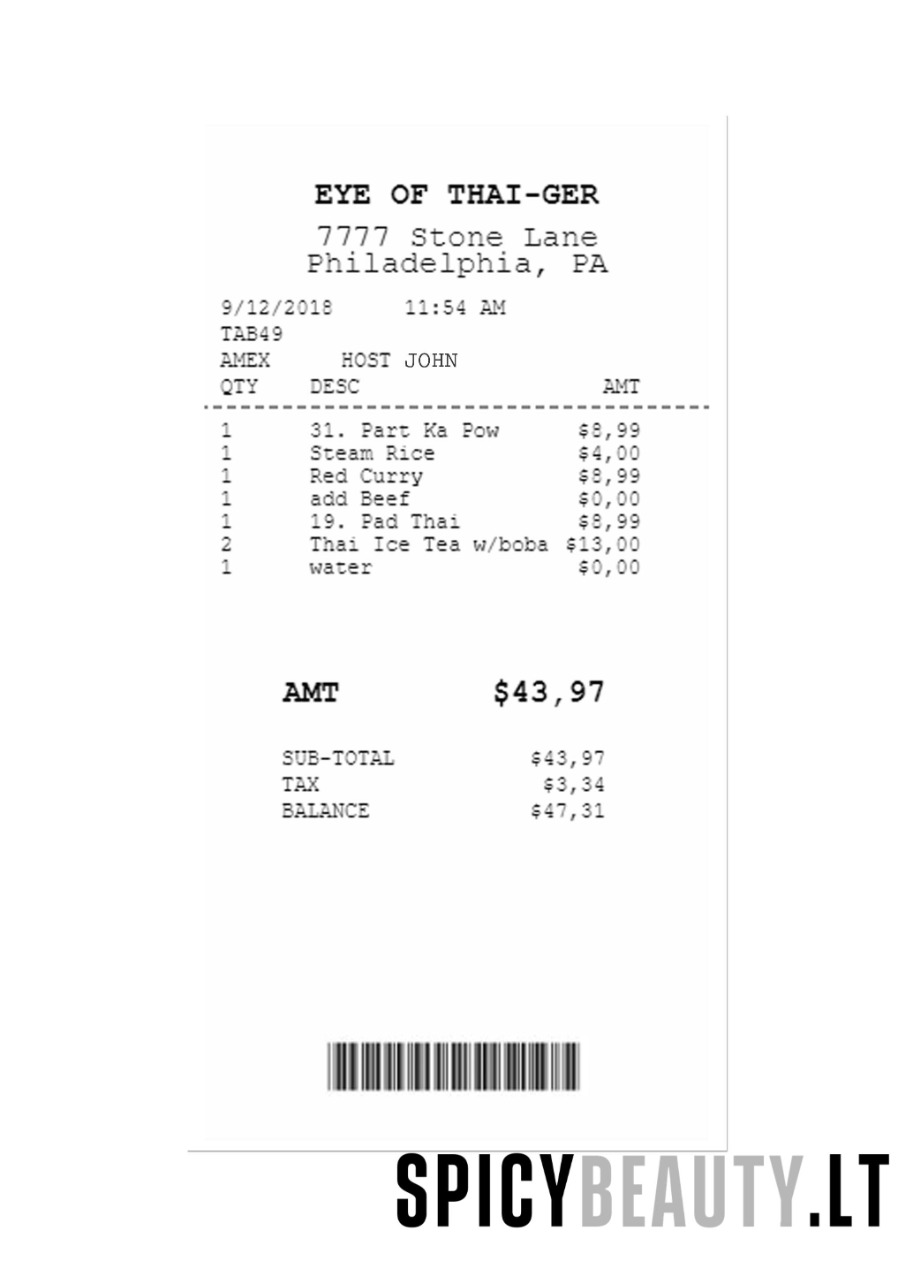 EYE OF THAI-GER
7777 Stone Lane
Philadelphia, PA
9/12/2018 11:54 AM
TAB49
AMEX HOST JOHN
QTY DESC AMT
1 31. Part Ka Pow $8,99
1 Steam Rice $4,00
1 Red Curry $8,99
1 add Beef $0,00
1 19. Pad Thai $8,99
2 Thai Ice Tea w/boba $13,00
1 water $0,00
AMT $43,97
SUB-TOTAL $43,97
TAX $3,34
BALANCE $47,31
SPICYBEAUTY.LT